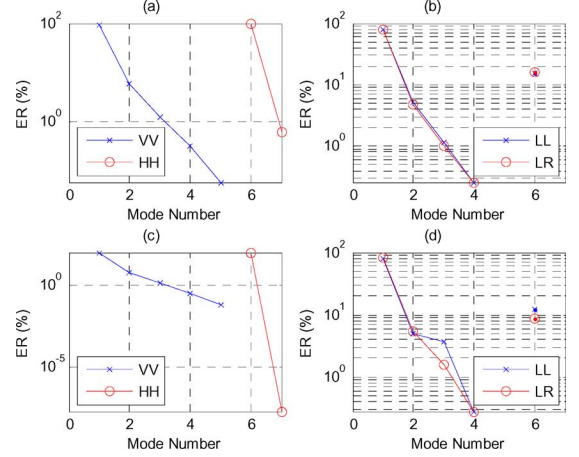 (a)
ER (%)
10^2
10^0
VV
HH
0 2 4 6
Mode Number
(b)
ER (%)
10^2
10^1
10^0
LL
LR
0 2 4 6
Mode Number
(c)
ER (%)
10^0
10^-5
VV
HH
0 2 4 6
Mode Number
(d)
ER (%)
10^2
10^1
10^0
LL
LR
0 2 4 6
Mode Number